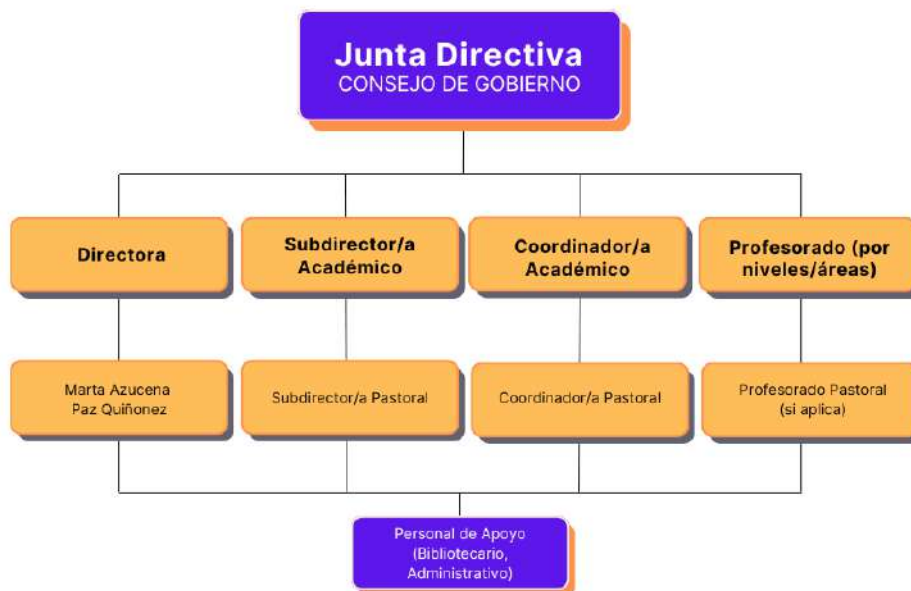 Junta Directiva
CONSEJO DE GOBIERNO
Directora
Subdirector/a
Académico
Coordinador/a
Académico
Profesorado (por
niveles/áreas)
Marta Azucena
Paz Quiñonez
Subdirector/a Pastoral
Coordinador/a Pastoral
Profesorado Pastoral
(si aplica)
Personal de Apoyo
(Bibliotecario,
Administrativo)